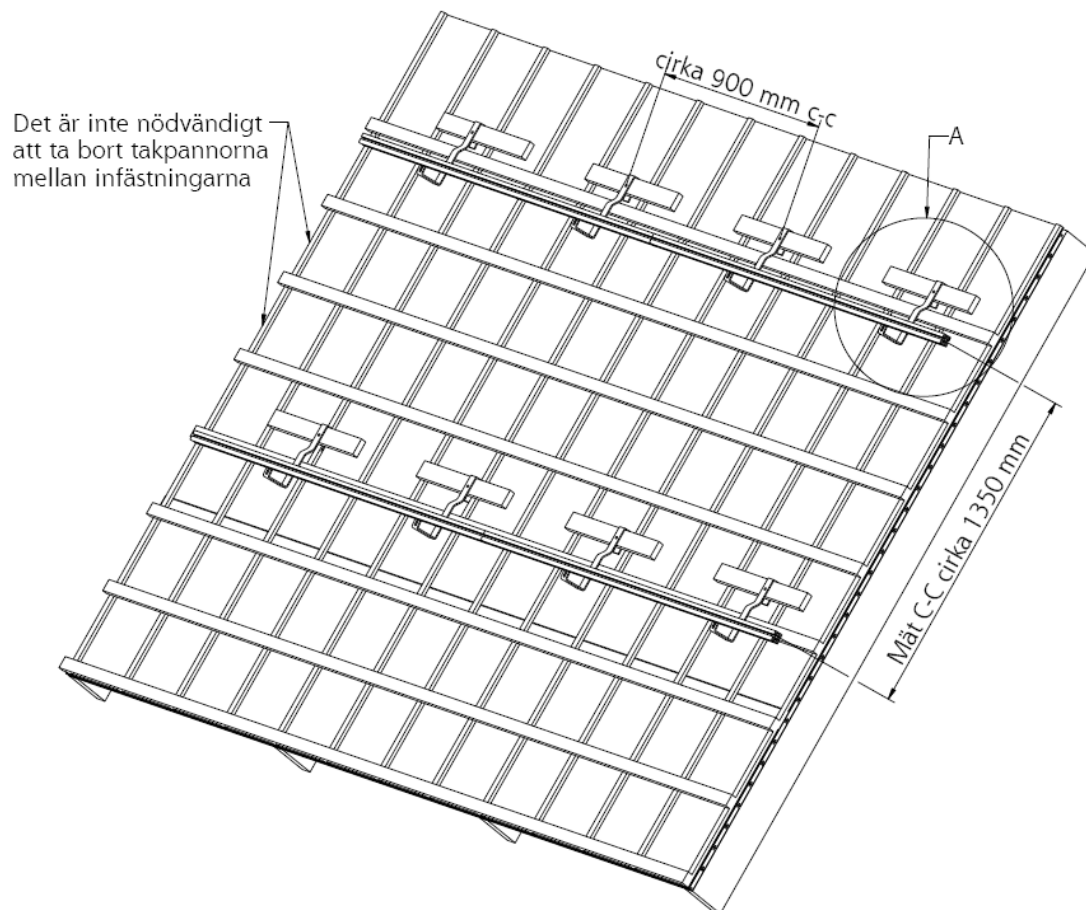 cirka 900 mm c-c
Det är inte nödvändigt
att ta bort takpannorna
mellan infästningarna
A
Mät C-C cirka 1350 mm